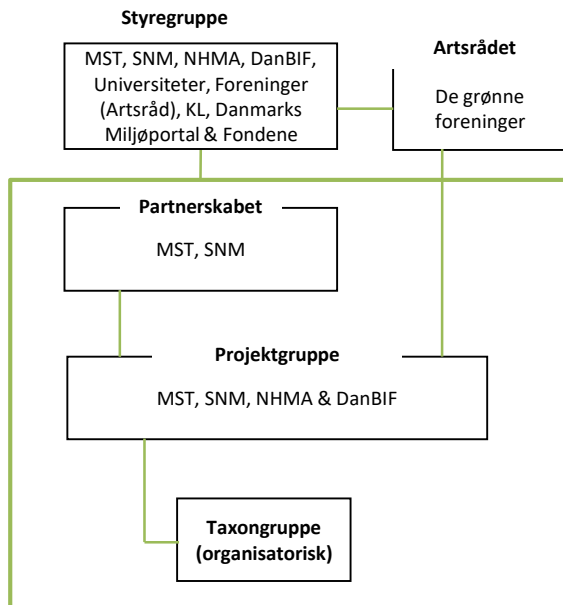 Styregruppe
MST, SNM, NHMA, DanBIF,
Universiteter, Foreninger
(Artsråd), KL, Danmarks
Miljøportal & Fondene
Artsrådet
De grønne
foreninger
Partnerskabet
MST, SNM
Projektgruppe
MST, SNM, NHMA & DanBIF
Taxongruppe
(organisatorisk)